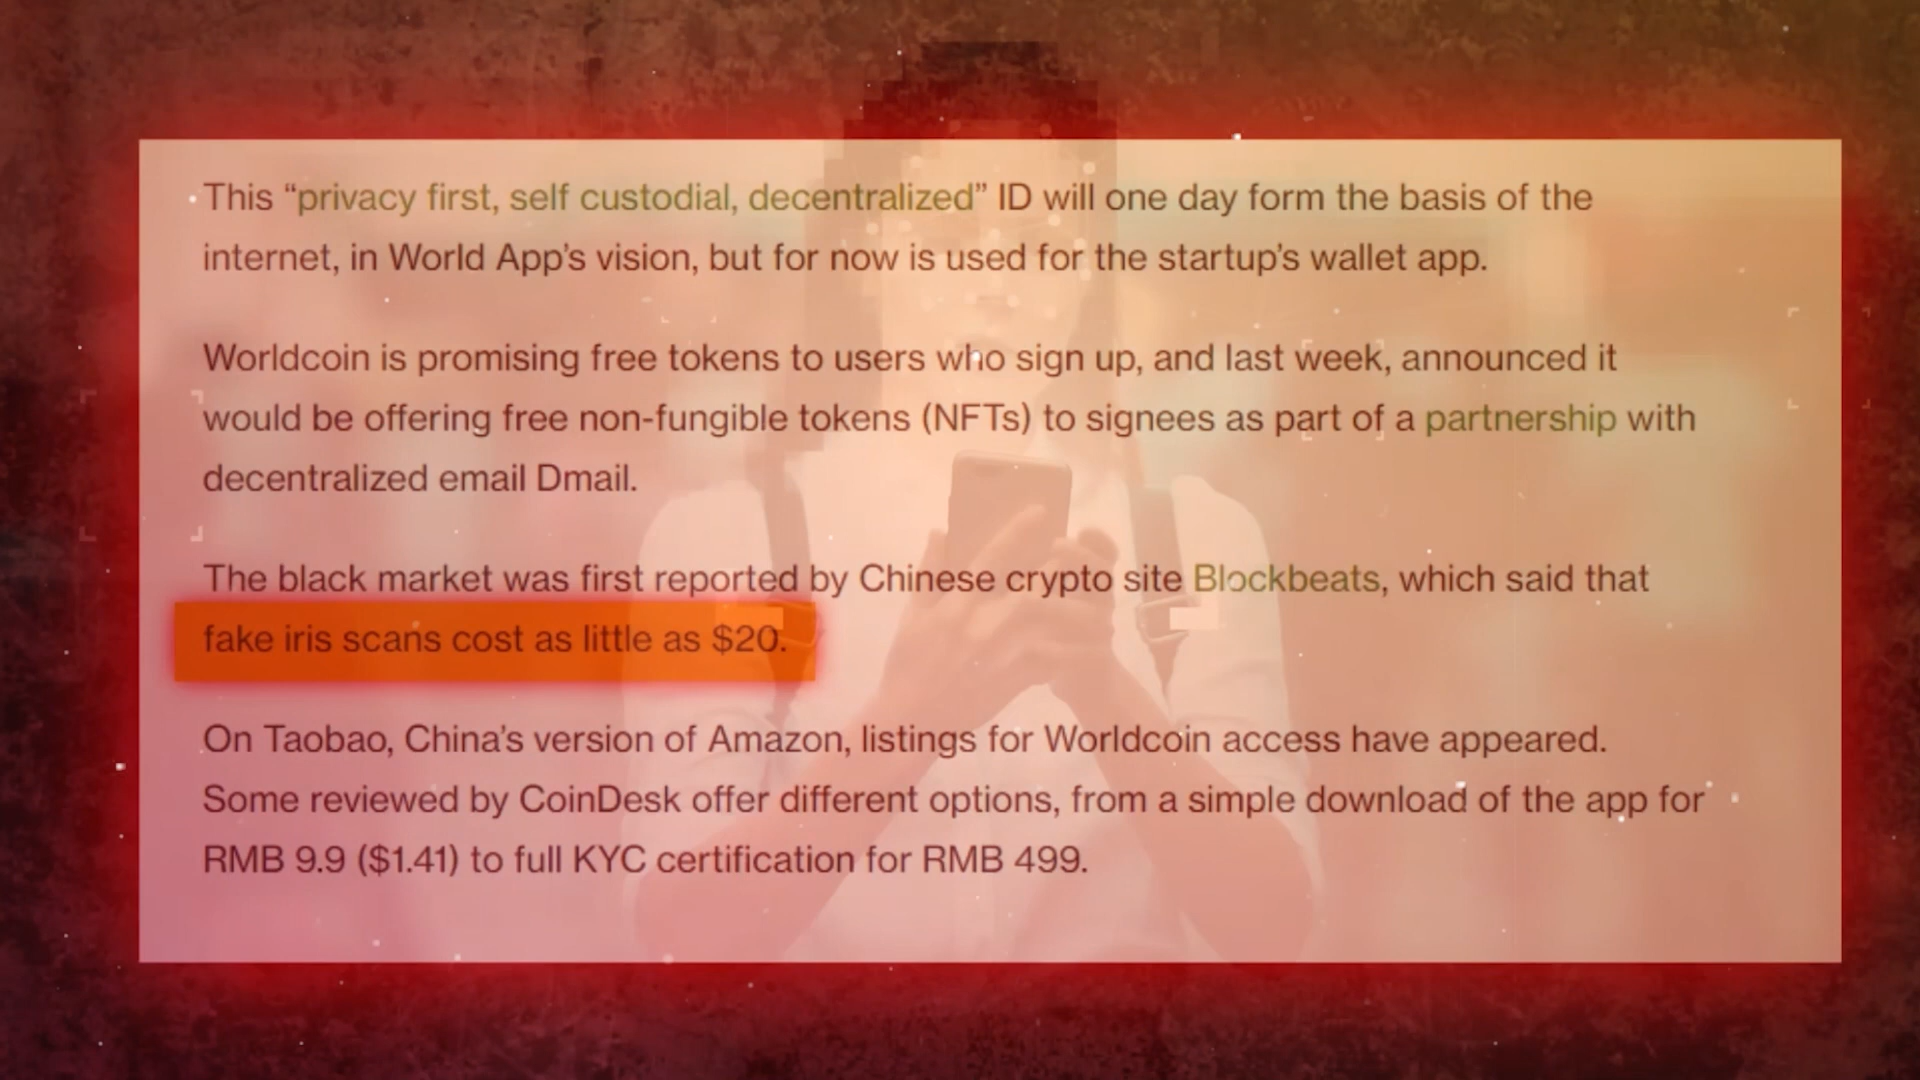 This “privacy first, self custodial, decentralized” ID will one day form the basis of the
internet, in World App’s vision, but for now is used for the startup’s wallet app.
Worldcoin is promising free tokens to users who sign up, and last week, announced it
would be offering free non-fungible tokens (NFTs) to signees as part of a partnership with
decentralized email Dmail.
The black market was first reported by Chinese crypto site Blockbeats, which said that
fake iris scans cost as little as $20.
On Taobao, China’s version of Amazon, listings for Worldcoin access have appeared.
Some reviewed by CoinDesk offer different options, from a simple download of the app for
RMB 9.9 ($1.41) to full KYC certification for RMB 499.